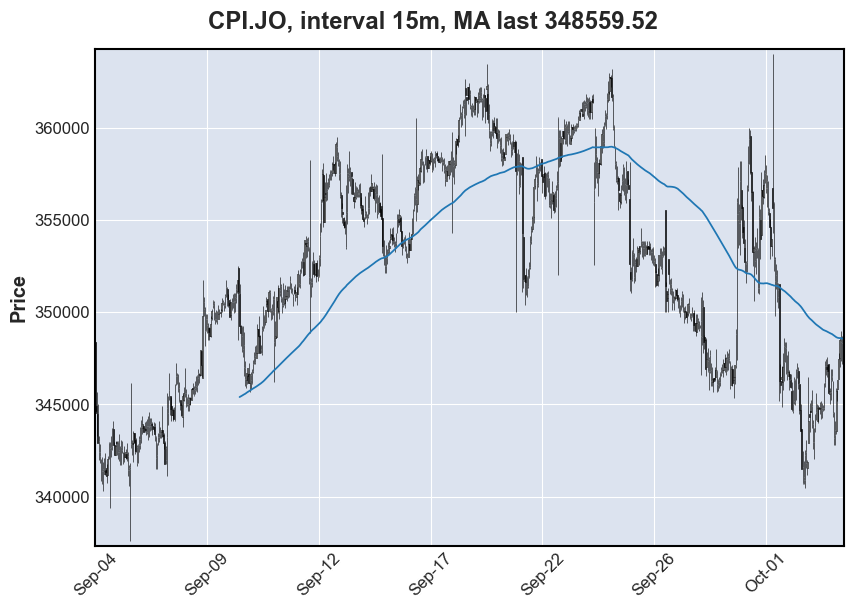 CPI.JO, interval 15m, MA last 348559.52
Price
360000
355000
350000
345000
340000
Sep-04
Sep-09
Sep-12
Sep-17
Sep-22
Sep-26
Oct-01